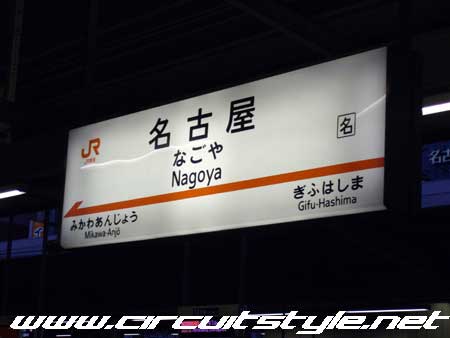 JR
名古屋
名
なごや
Nagoya
みかわあんじょう
Mikawa-Anjō
ぎふはしま
Gifu-Hashima
www.circuitstyle.net